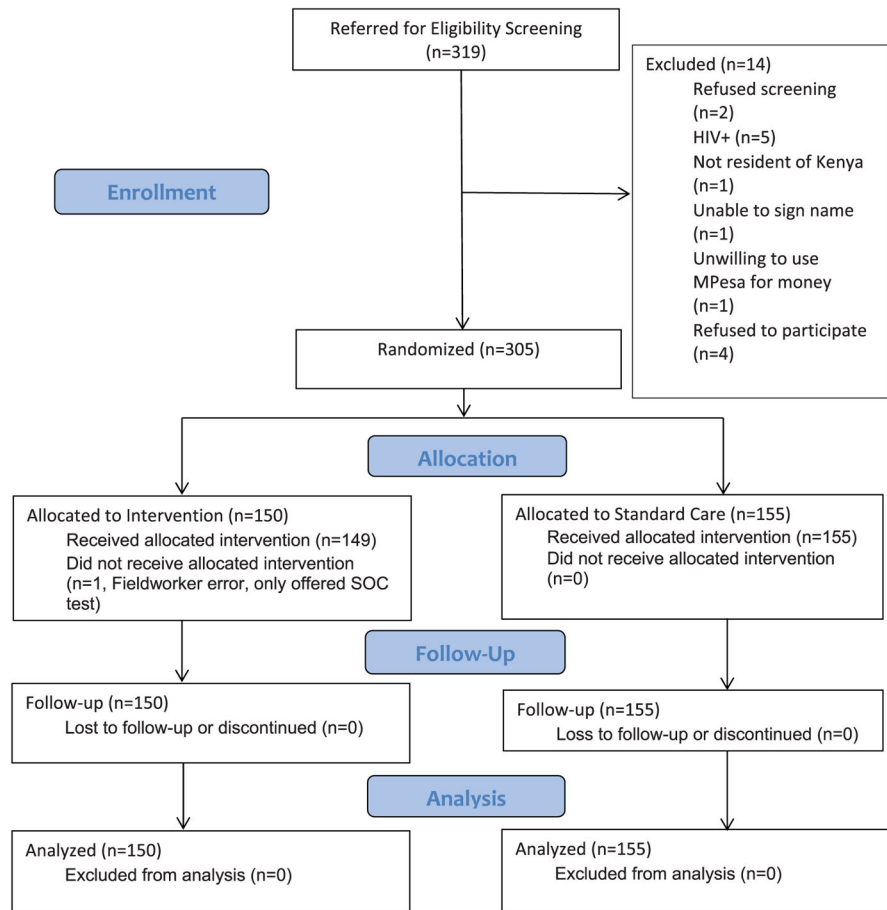 Referred for Eligibility Screening
(n=319)
Excluded (n=14)
Refused screening
(n=2)
HIV+ (n=5)
Not resident of Kenya
(n=1)
Unable to sign name
(n=1)
Unwilling to use
MPesa for money
(n=1)
Refused to participate
(n=4)
Enrollment
Randomized (n=305)
Allocation
Allocated to Intervention (n=150)
Received allocated intervention (n=149)
Did not receive allocated intervention
(n=1, Fieldworker error, only offered SOC
test)
Allocated to Standard Care (n=155)
Received allocated intervention (n=155)
Did not receive allocated intervention
(n=0)
Follow-Up
Follow-up (n=150)
Lost to follow-up or discontinued (n=0)
Follow-up (n=155)
Loss to follow-up or discontinued (n=0)
Analysis
Analyzed (n=150)
Excluded from analysis (n=0)
Analyzed (n=155)
Excluded from analysis (n=0)